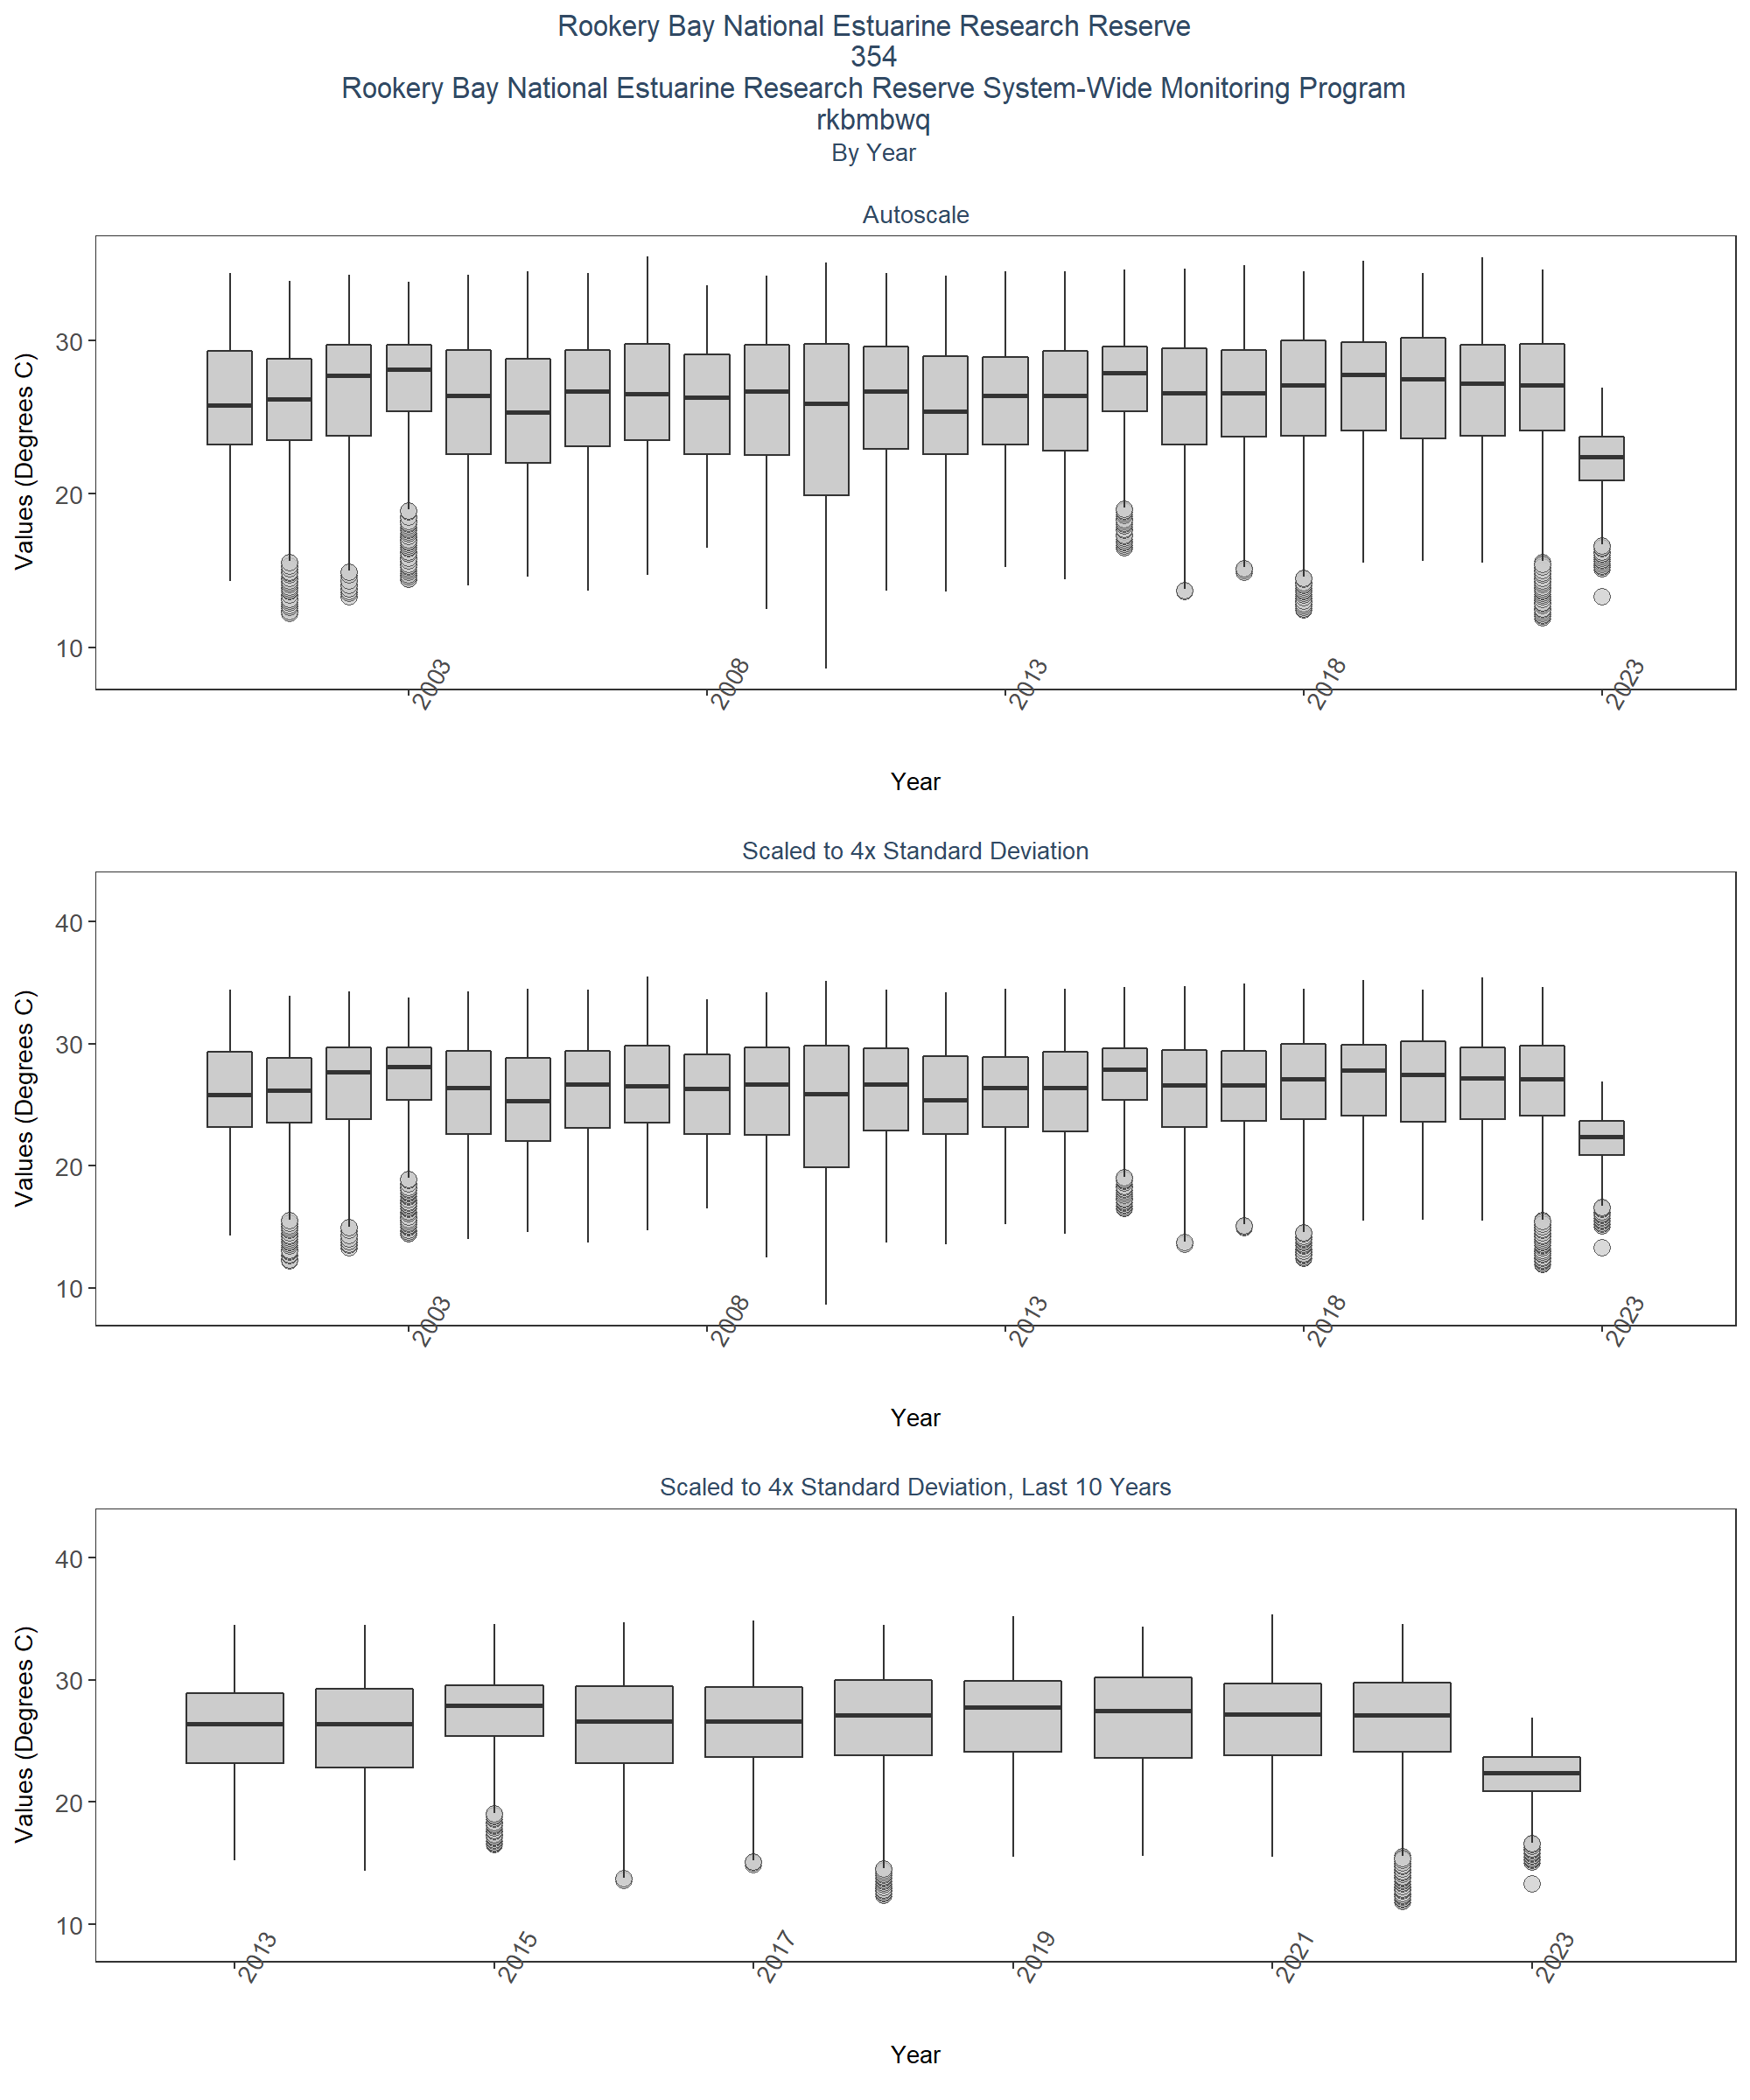 Rookery Bay National Estuarine Research Reserve
354
Rookery Bay National Estuarine Research Reserve System-Wide Monitoring Program
rkbmbwq
By Year
Autoscale
Values (Degrees C)
30
20
10
2003 2008 2013 2018 2023
Year
Scaled to 4x Standard Deviation
Values (Degrees C)
40
30
20
10
2003 2008 2013 2018 2023
Year
Scaled to 4x Standard Deviation, Last 10 Years
Values (Degrees C)
40
30
20
10
2013 2015 2017 2019 2021 2023
Year